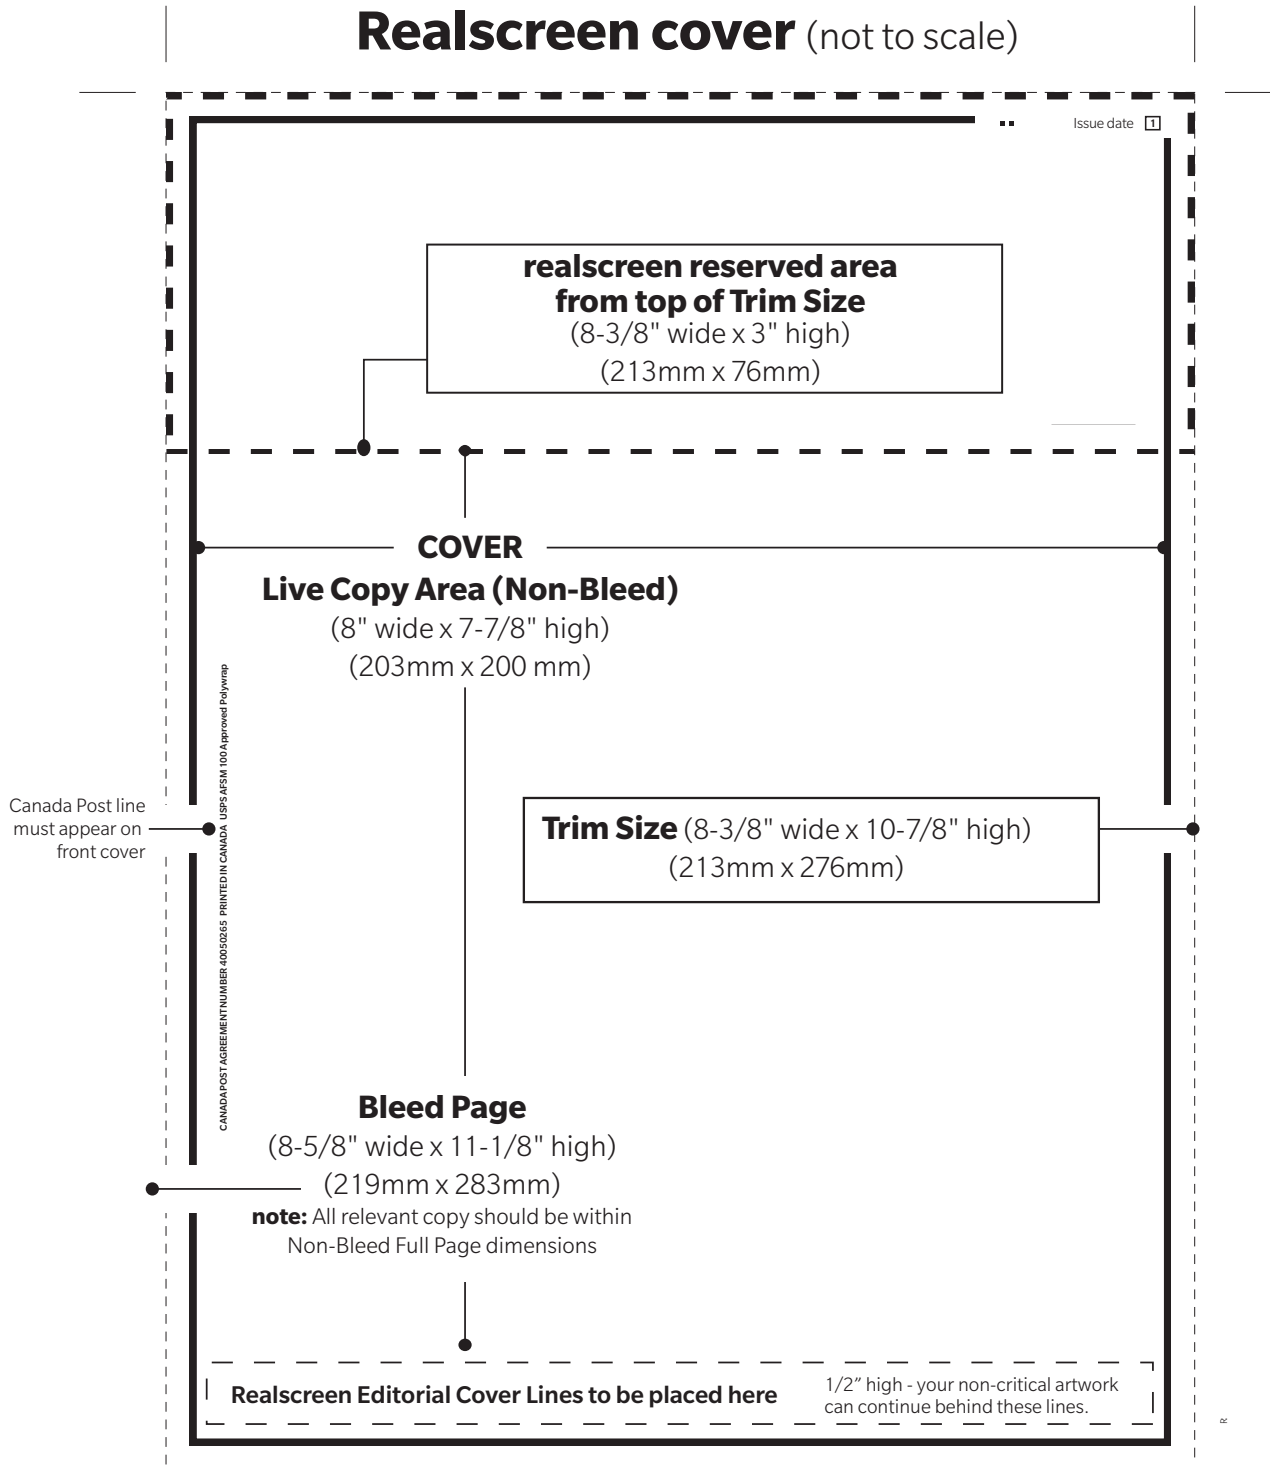 Realscreen cover (not to scale)
Issue date 1
realscreen reserved area
from top of Trim Size
(8-3/8" wide x 3" high)
(213mm x 76mm)
COVER
Live Copy Area (Non-Bleed)
(8" wide x 7-7/8" high)
(203mm x 200 mm)
CANADA POST AGREEMENT NUMBER 40050265 PRINTED IN CANADA USPS AFSM 100 Approved Polywrap
Canada Post line
must appear on
front cover
Trim Size (8-3/8" wide x 10-7/8" high)
(213mm x 276mm)
Bleed Page
(8-5/8" wide x 11-1/8" high)
(219mm x 283mm)
note: All relevant copy should be within
Non-Bleed Full Page dimensions
Realscreen Editorial Cover Lines to be placed here
1/2” high - your non-critical artwork
can continue behind these lines.
R